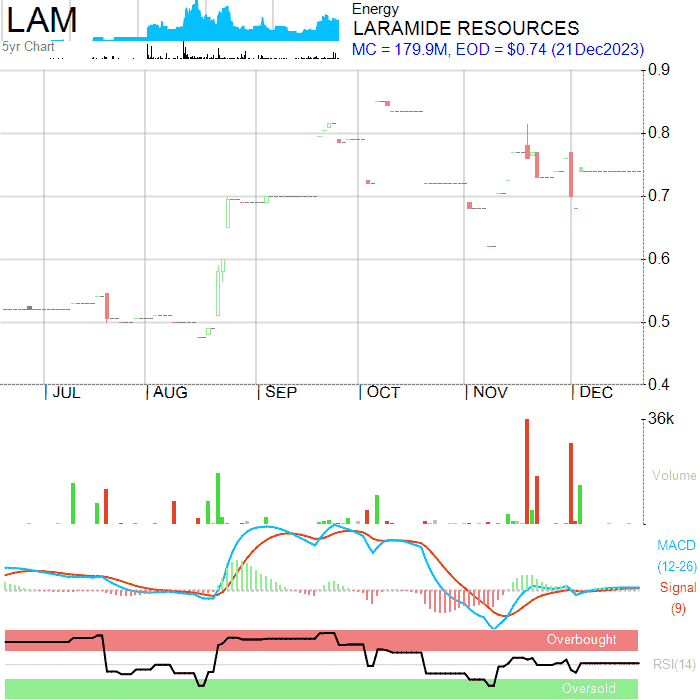 LAM
5yr Chart
Energy
LARAMIDE RESOURCES
MC = 179.9M, EOD = $0.74 (21Dec2023)
0.9
0.8
0.7
0.6
0.5
0.4
JUL AUG SEP OCT NOV DEC
36k
Volume
MACD
(12-26)
Signal
(9)
Overbought
RSI(14)
Oversold